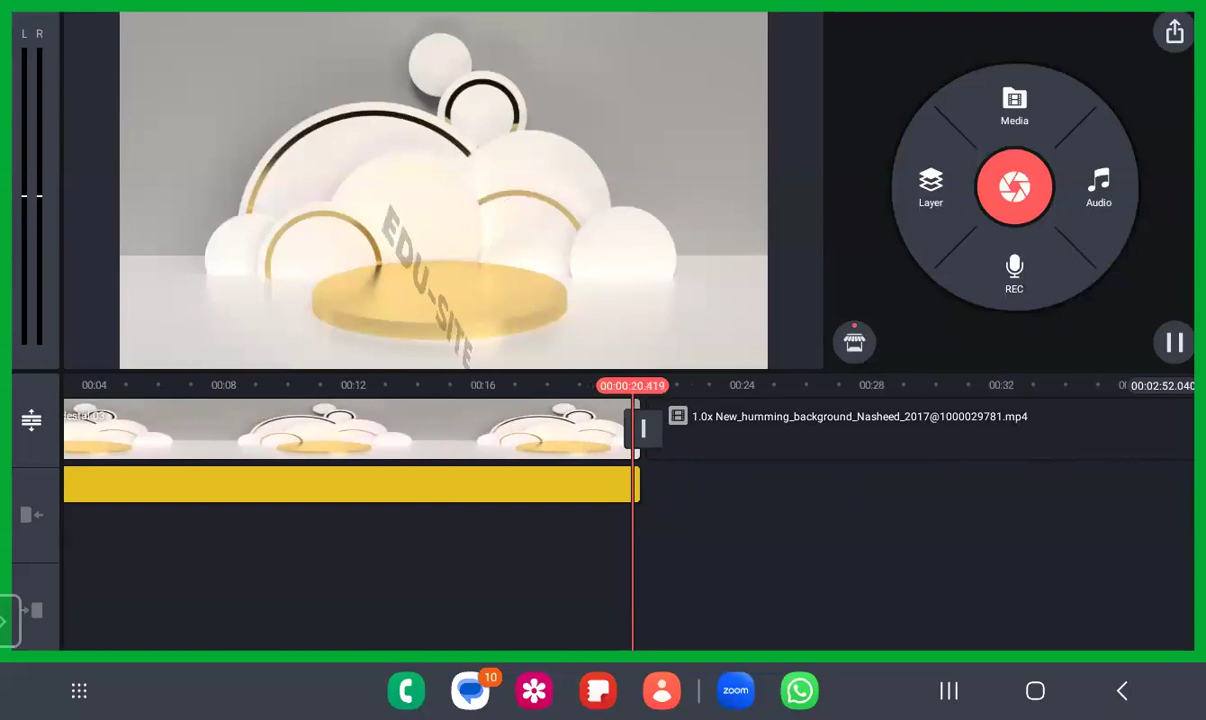 L R
Media
Layer
Audio
REC
EDU-SITE
00:04 00:08 00:12 00:16 00:00:20.419 00:24 00:28 00:32 00:02:52.040
1.0x New_humming_background_Nasheed_2017@1000029781.mp4
10
zoom